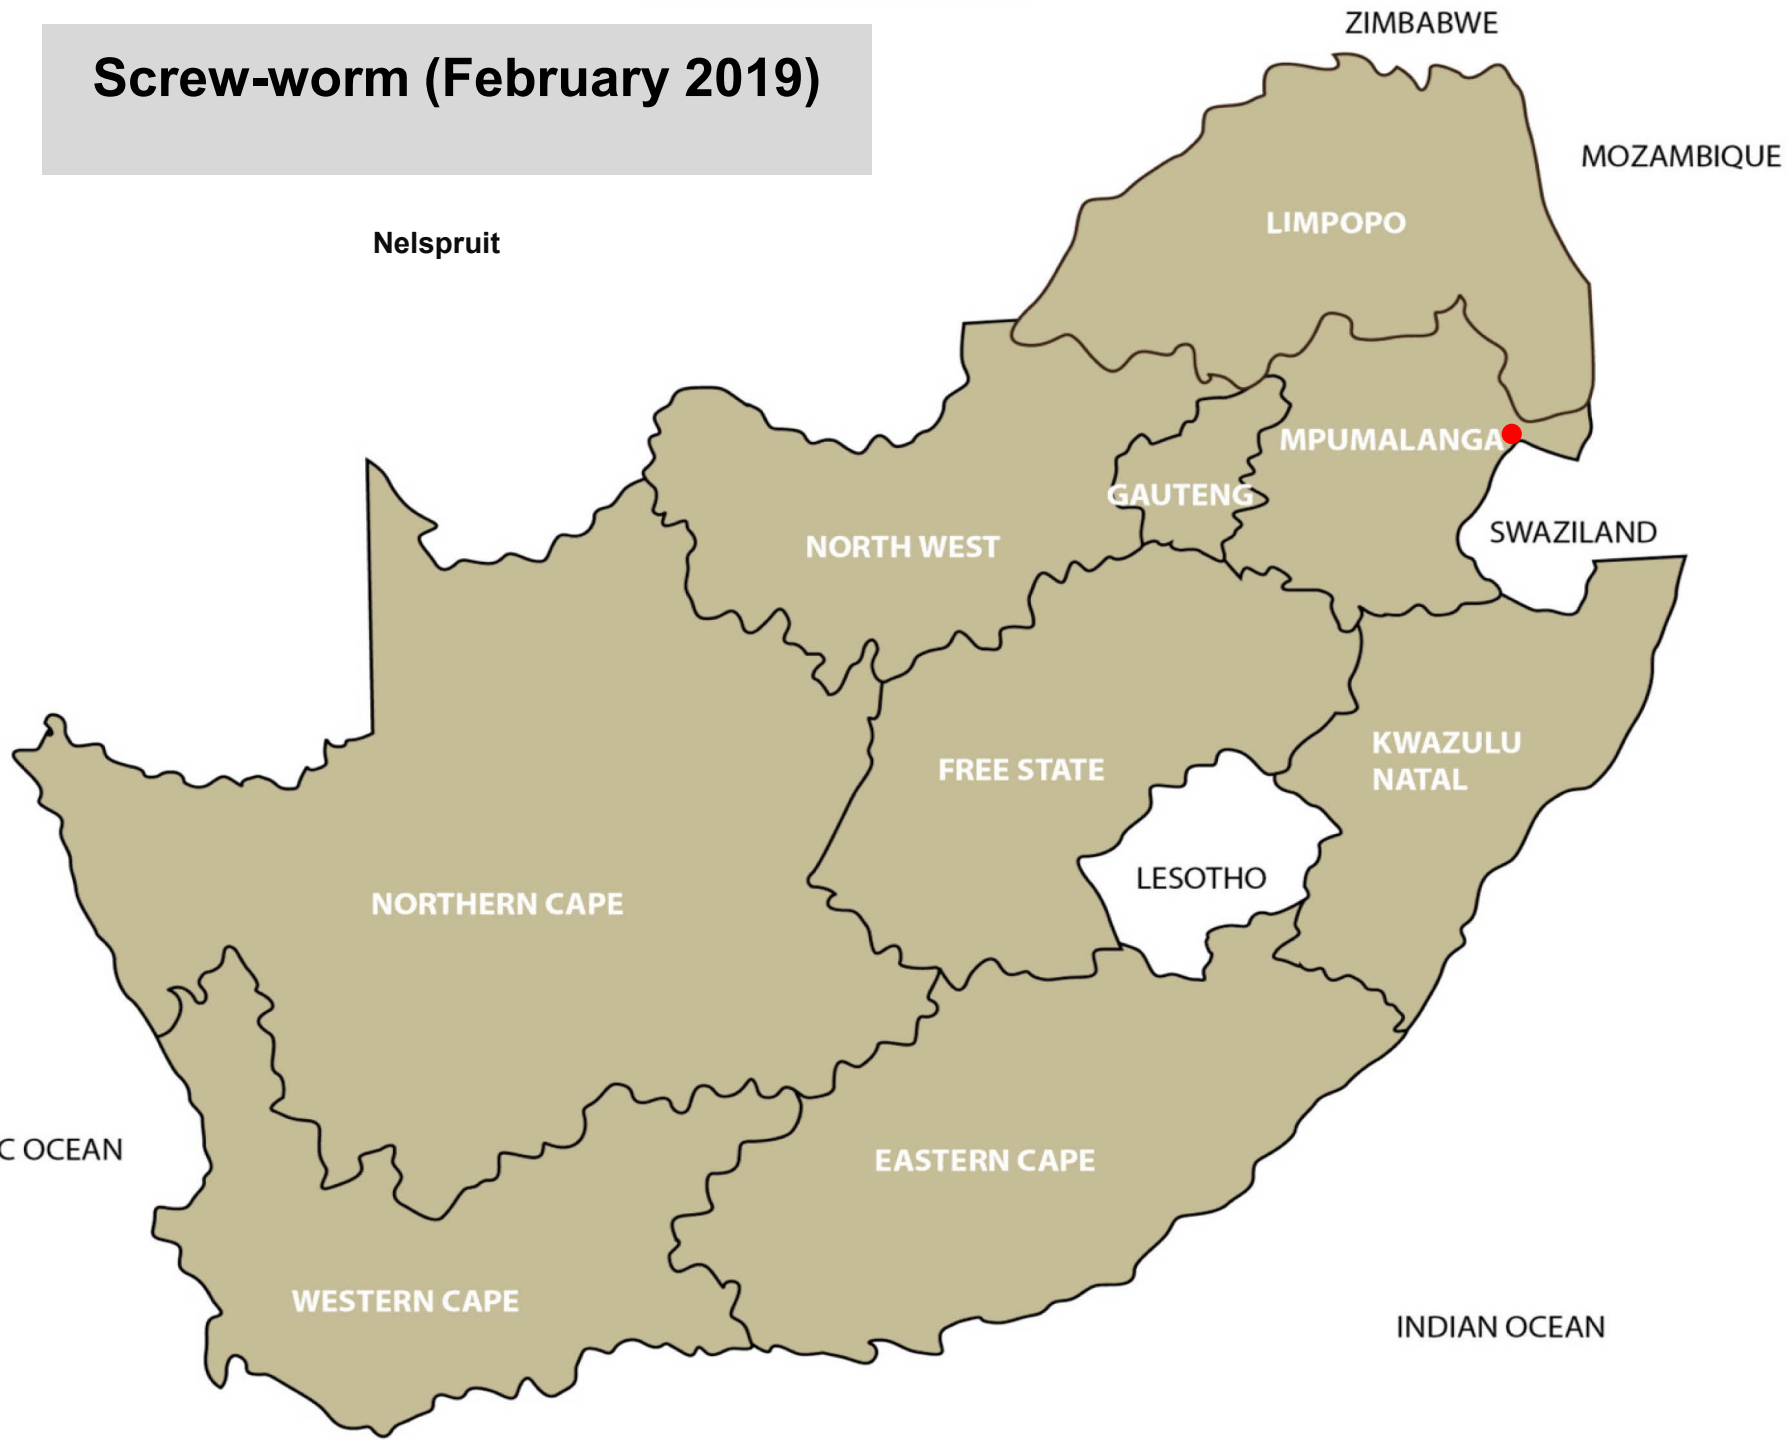 Screw-worm (February 2019)
ZIMBABWE
MOZAMBIQUE
LIMPOPO
Nelspruit
MPUMALANGA
GAUTENG
SWAZILAND
NORTH WEST
KWAZULU
NATAL
FREE STATE
LESOTHO
NORTHERN CAPE
C OCEAN
EASTERN CAPE
WESTERN CAPE
INDIAN OCEAN